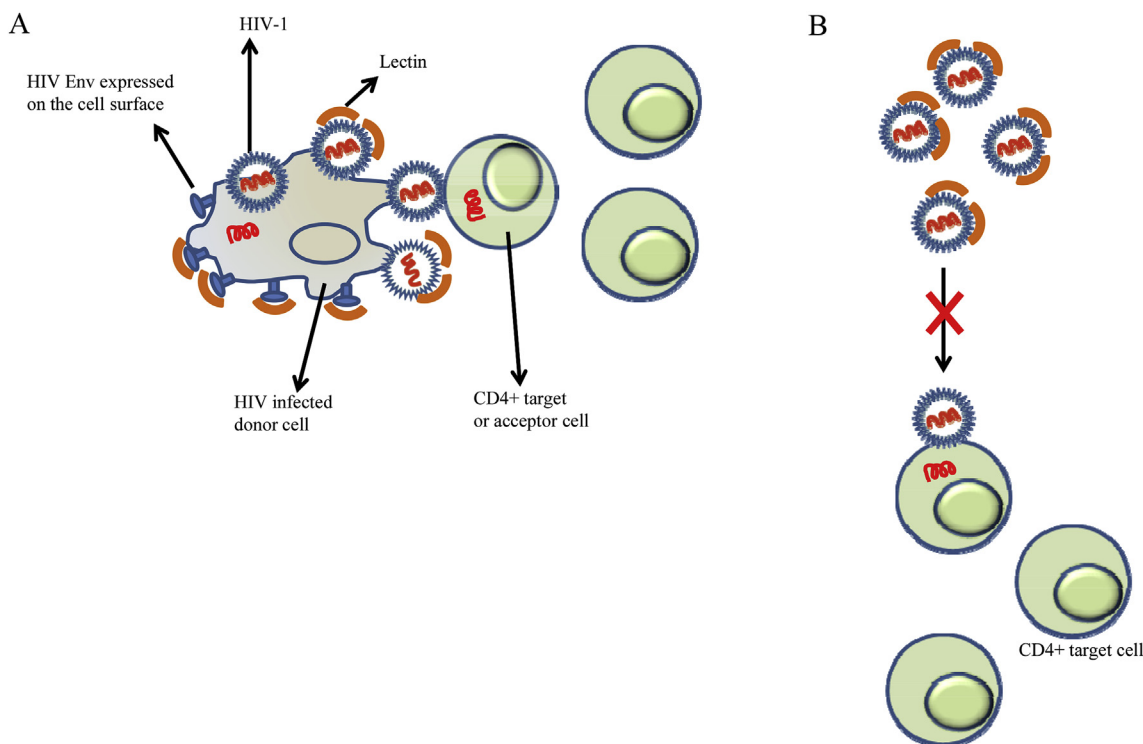 A
HIV-1
HIV Env expressed
on the cell surface
Lectin
HIV infected
donor cell
CD4+ target
or acceptor cell
B
CD4+ target cell